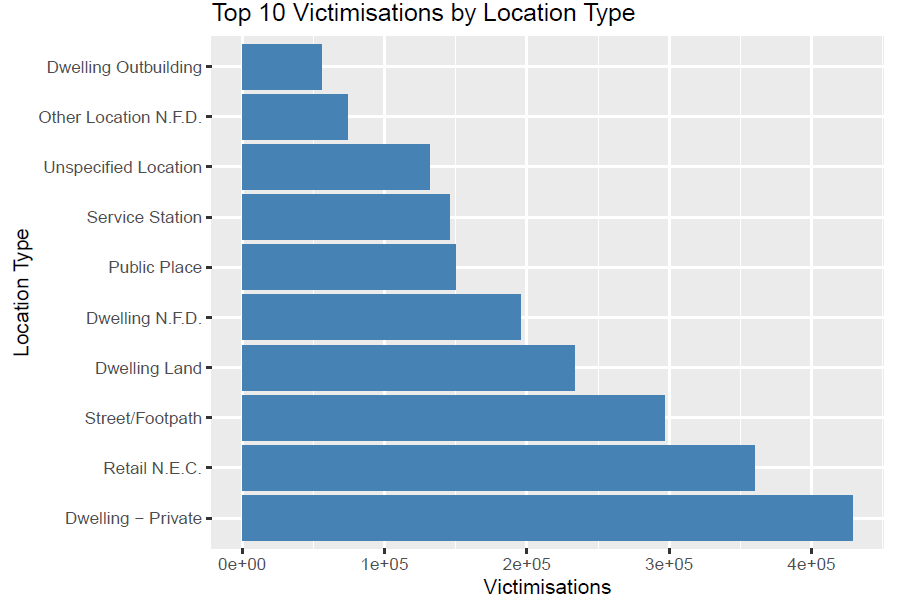 Top 10 Victimisations by Location Type
Location Type
Dwelling Outbuilding
Other Location N.F.D.
Unspecified Location
Service Station
Public Place
Dwelling N.F.D.
Dwelling Land
Street/Footpath
Retail N.E.C.
Dwelling − Private
0e+00 1e+05 2e+05 3e+05 4e+05
Victimisations